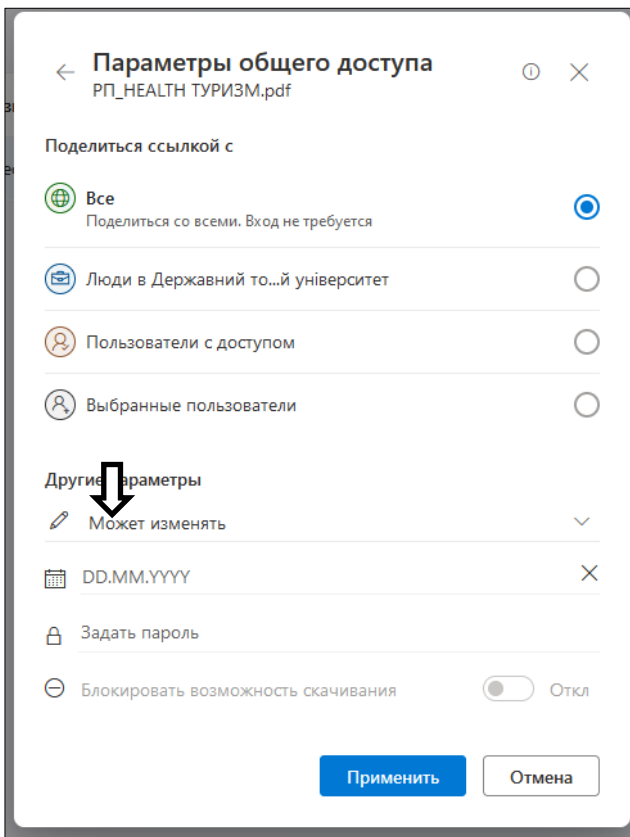 Параметры общего доступа
РП_HEALTH ТУРИЗМ.pdf
Поделиться ссылкой с
Все
Поделиться со всеми. Вход не требуется
Люди в Державний то...й університет
Пользователи с доступом
Выбранные пользователи
Другие параметры
Может изменять
DD.MM.YYYY
Задать пароль
Блокировать возможность скачивания Откл
Применить Отмена